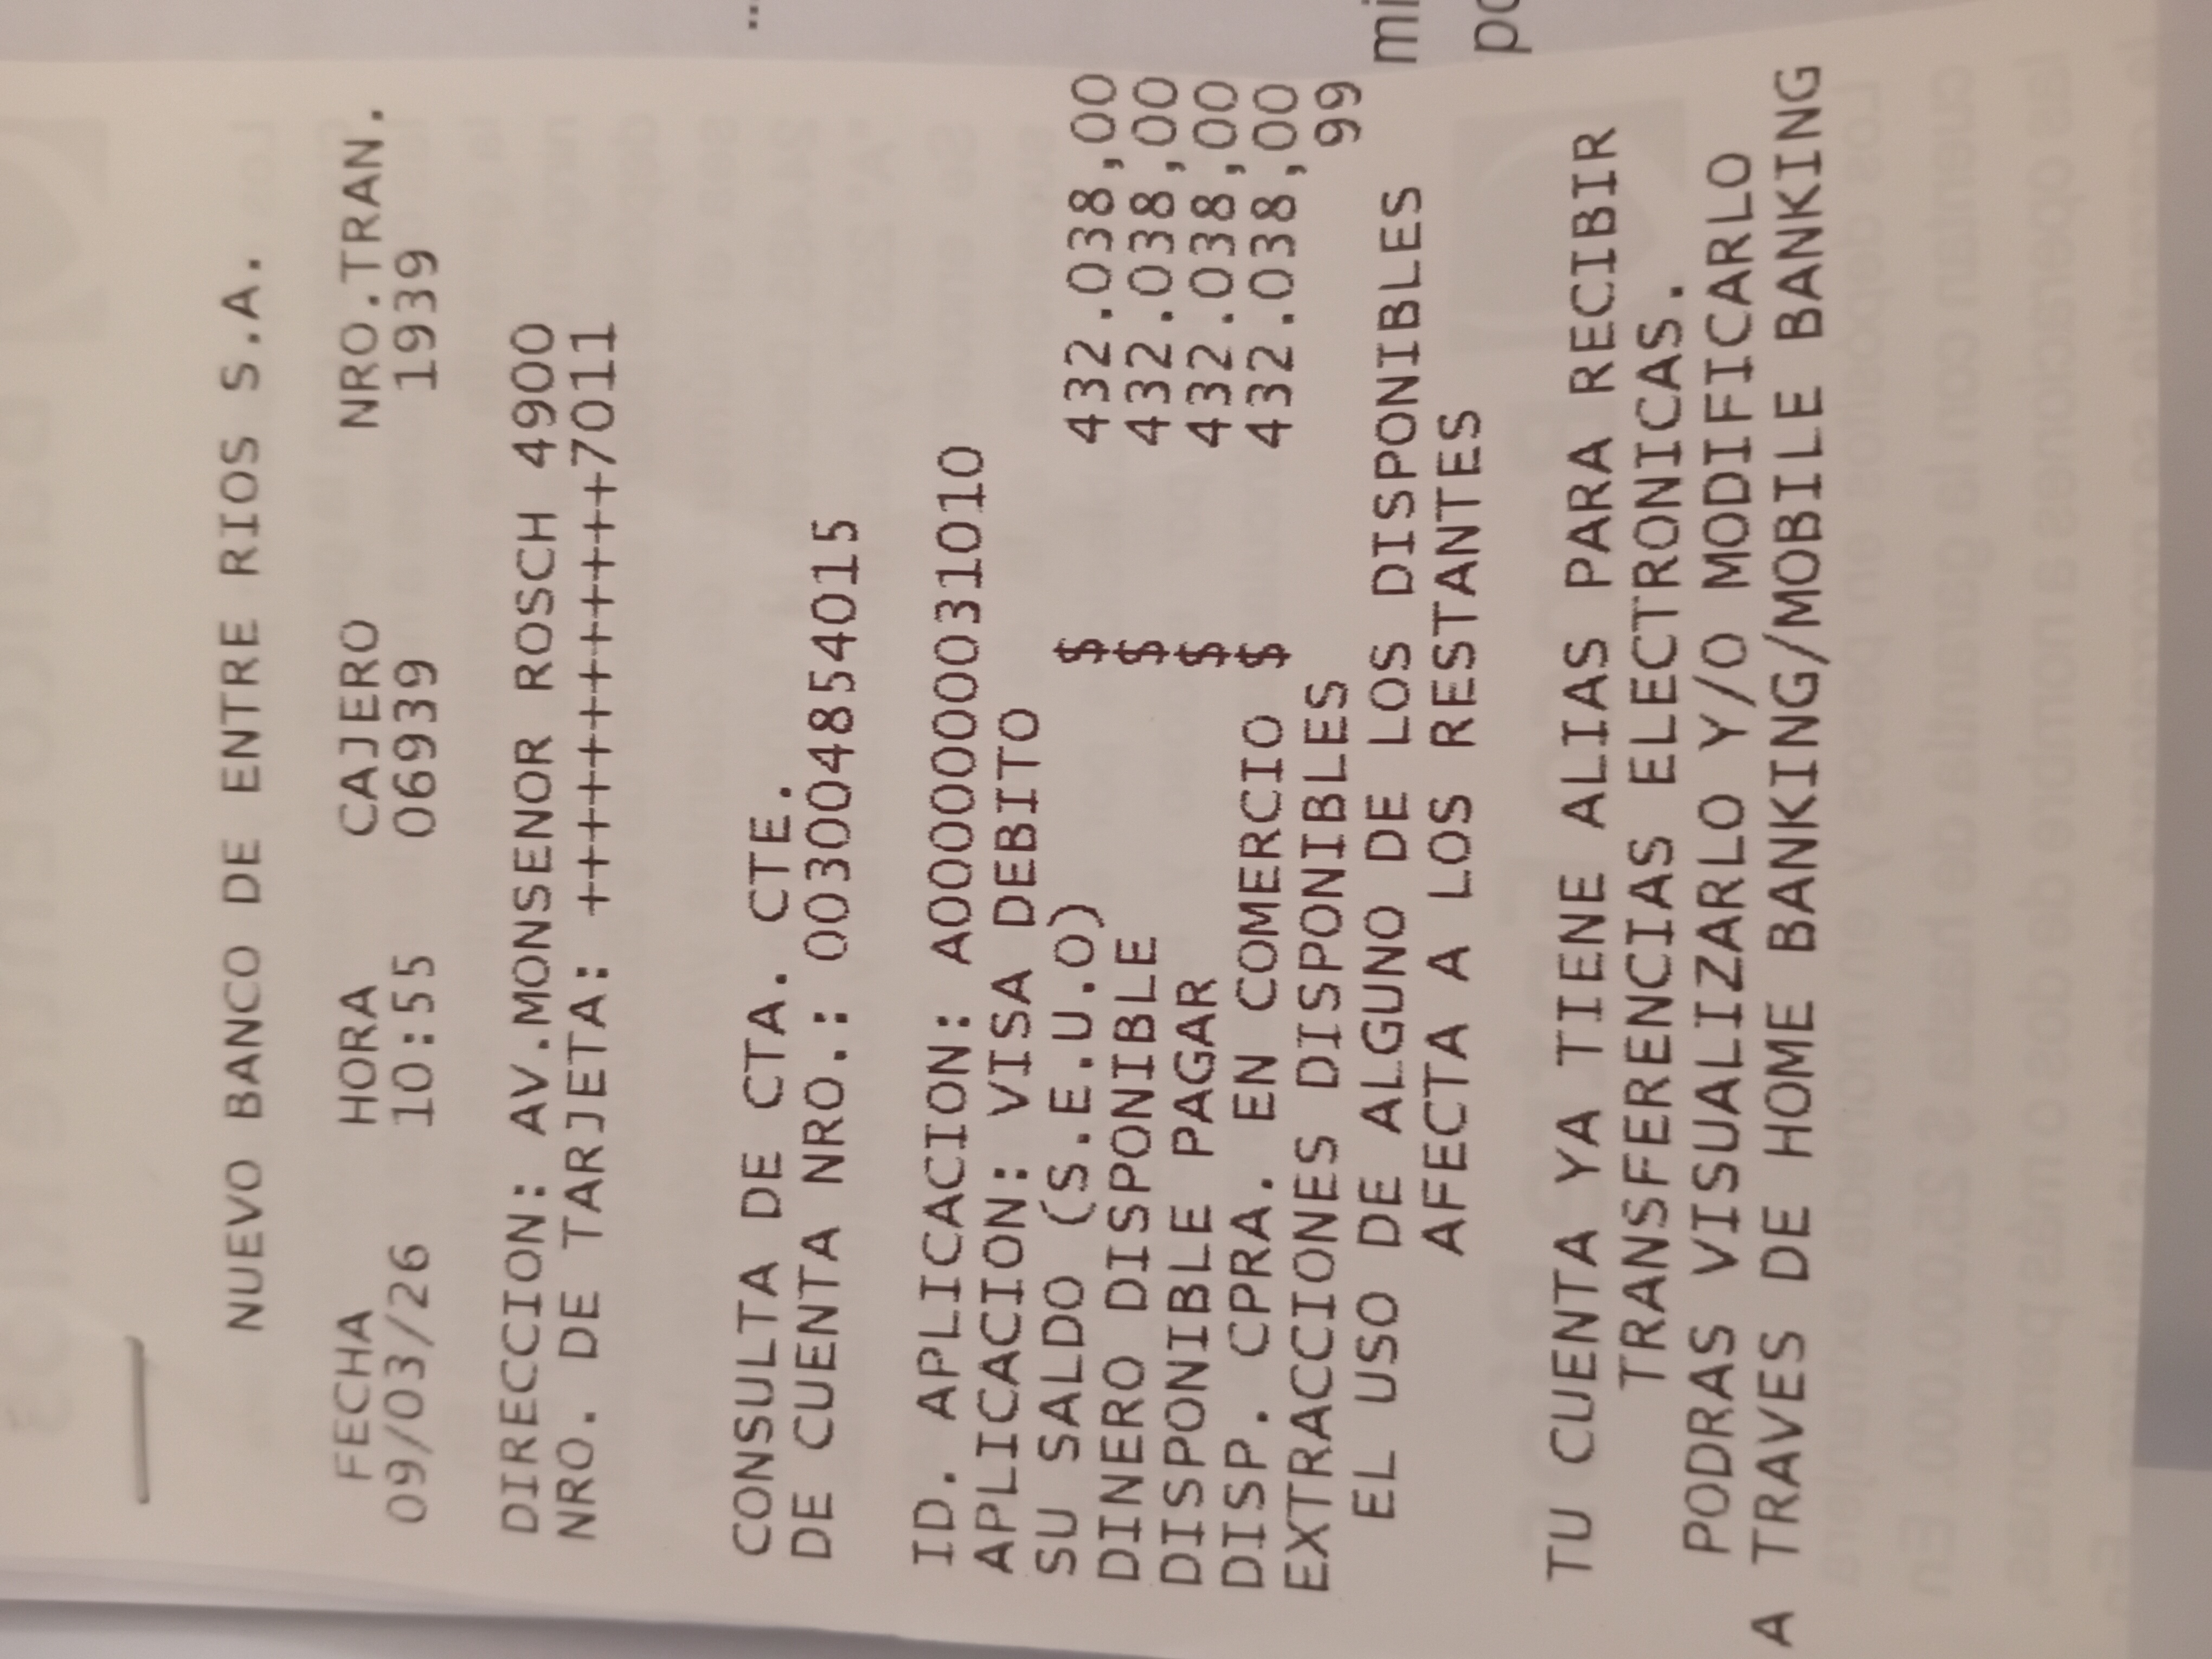 NUEVO BANCO DE ENTRE RIOS S.A.
FECHA HORA CAJERO NRO.TRAN.
09/03/26 10:55 06939 1939
DIRECCION: AV.MONSENOR ROSCH 4900
NRO. DE TARJETA: ++++++++++++7011
CONSULTA DE CTA. CTE.
DE CUENTA NRO.: 003004854015
ID. APLICACION: A0000000031010
APLICACION: VISA DEBITO
SU SALDO (S.E.U.O) $ 432.038,00
DINERO DISPONIBLE $ 432.038,00
DISPONIBLE PAGAR $ 432.038,00
DISP. CPRA. EN COMERCIO $ 432.038,00
EXTRACCIONES DISPONIBLES 99
EL USO DE ALGUNO DE LOS DISPONIBLES
AFECTA A LOS RESTANTES
TU CUENTA YA TIENE ALIAS PARA RECIBIR
TRANSFERENCIAS ELECTRONICAS.
PODRAS VISUALIZARLO Y/O MODIFICARLO
A TRAVES DE HOME BANKING/MOBILE BANKING